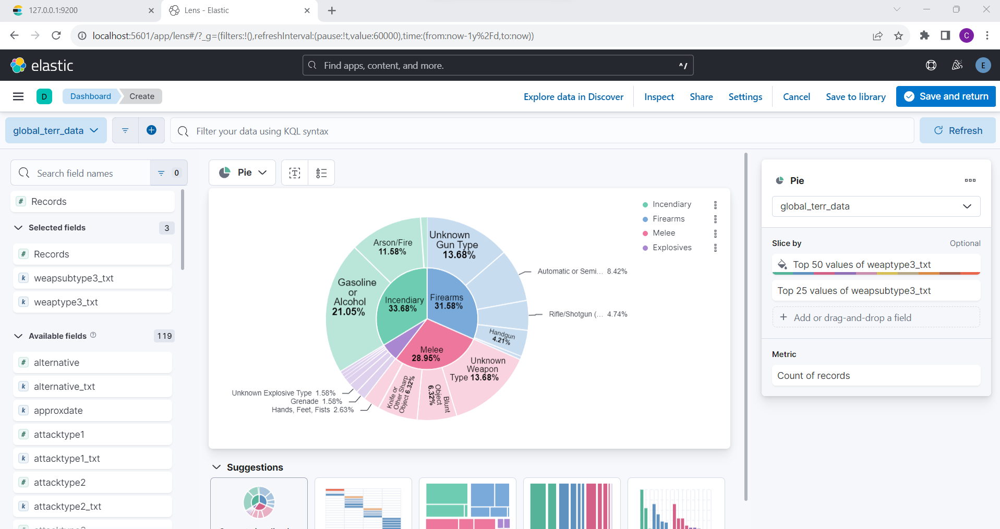 127.0.0.1:9200
Lens - Elastic
localhost:5601/app/lens#/?_g=(filters:!(),refreshInterval:(pause:!t,value:60000),time:(from:now-1y%2Fd,to:now))
C
elastic
Find apps, content, and more.
^/
E
D
Dashboard
Create
Explore data in Discover
Inspect
Share
Settings
Cancel
Save to library
Save and return
global_terr_data
Filter your data using KQL syntax
Refresh
Search field names
0
# Records
Selected fields
3
# Records
k weapsubtype3_txt
k weaptype3_txt
Available fields
119
# alternative
k alternative_txt
k approxdate
# attacktype1
k attacktype1_txt
# attacktype2
k attacktype2_txt
Pie
Incendiary
Firearms
Melee
Explosives
Arson/Fire
11.58%
Unknown
Gun Type
13.68%
Automatic or Semi... 8.42%
Gasoline
or
Alcohol
21.05%
Incendiary
33.68%
Firearms
31.58%
Rifle/Shotgun (... 4.74%
Handgun
4.21%
Melee
28.95%
Unknown
Weapon
Type 13.68%
Knife or
Other Sharp
Object 6.32%
Blunt
Object
6.32%
Unknown Explosive Type 1.58%
Grenade 1.58%
Hands, Feet, Fists 2.63%
Suggestions
Pie
global_terr_data
Slice by
Optional
Top 50 values of weaptype3_txt
Top 25 values of weapsubtype3_txt
+ Add or drag-and-drop a field
Metric
Count of records